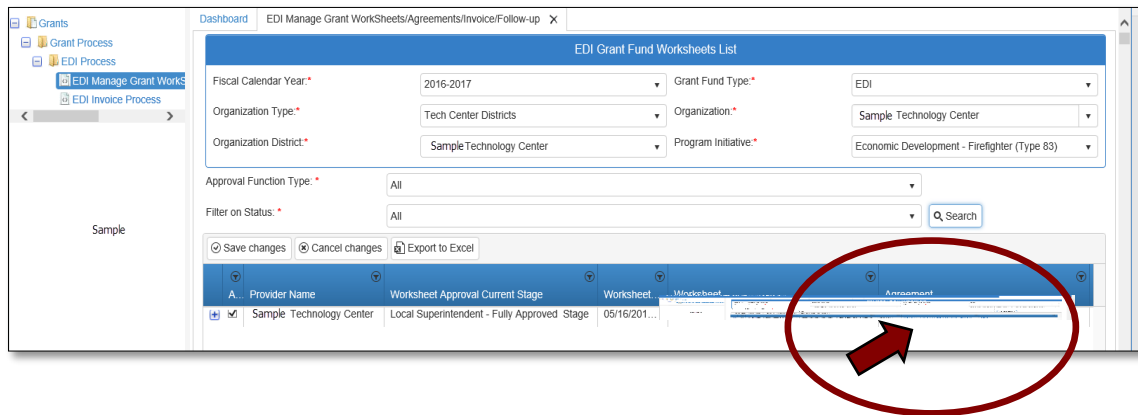 Grants
Grant Process
EDI Process
EDI Manage Grant WorkS
EDI Invoice Process
Sample
Dashboard EDI Manage Grant WorkSheets/Agreements/Invoice/Follow-up X
EDI Grant Fund Worksheets List
Fiscal Calendar Year:* 2016-2017 Grant Fund Type:* EDI
Organization Type:* Tech Center Districts Organization:* Sample Technology Center
Organization District:* Sample Technology Center Program Initiative:* Economic Development - Firefighter (Type 83)
Approval Function Type: * All
Filter on Status: * All Search
Save changes Cancel changes Export to Excel
A... Provider Name Worksheet Approval Current Stage Worksheet... Worksheet Agreement
Sample Technology Center Local Superintendent - Fully Approved Stage 05/16/201...